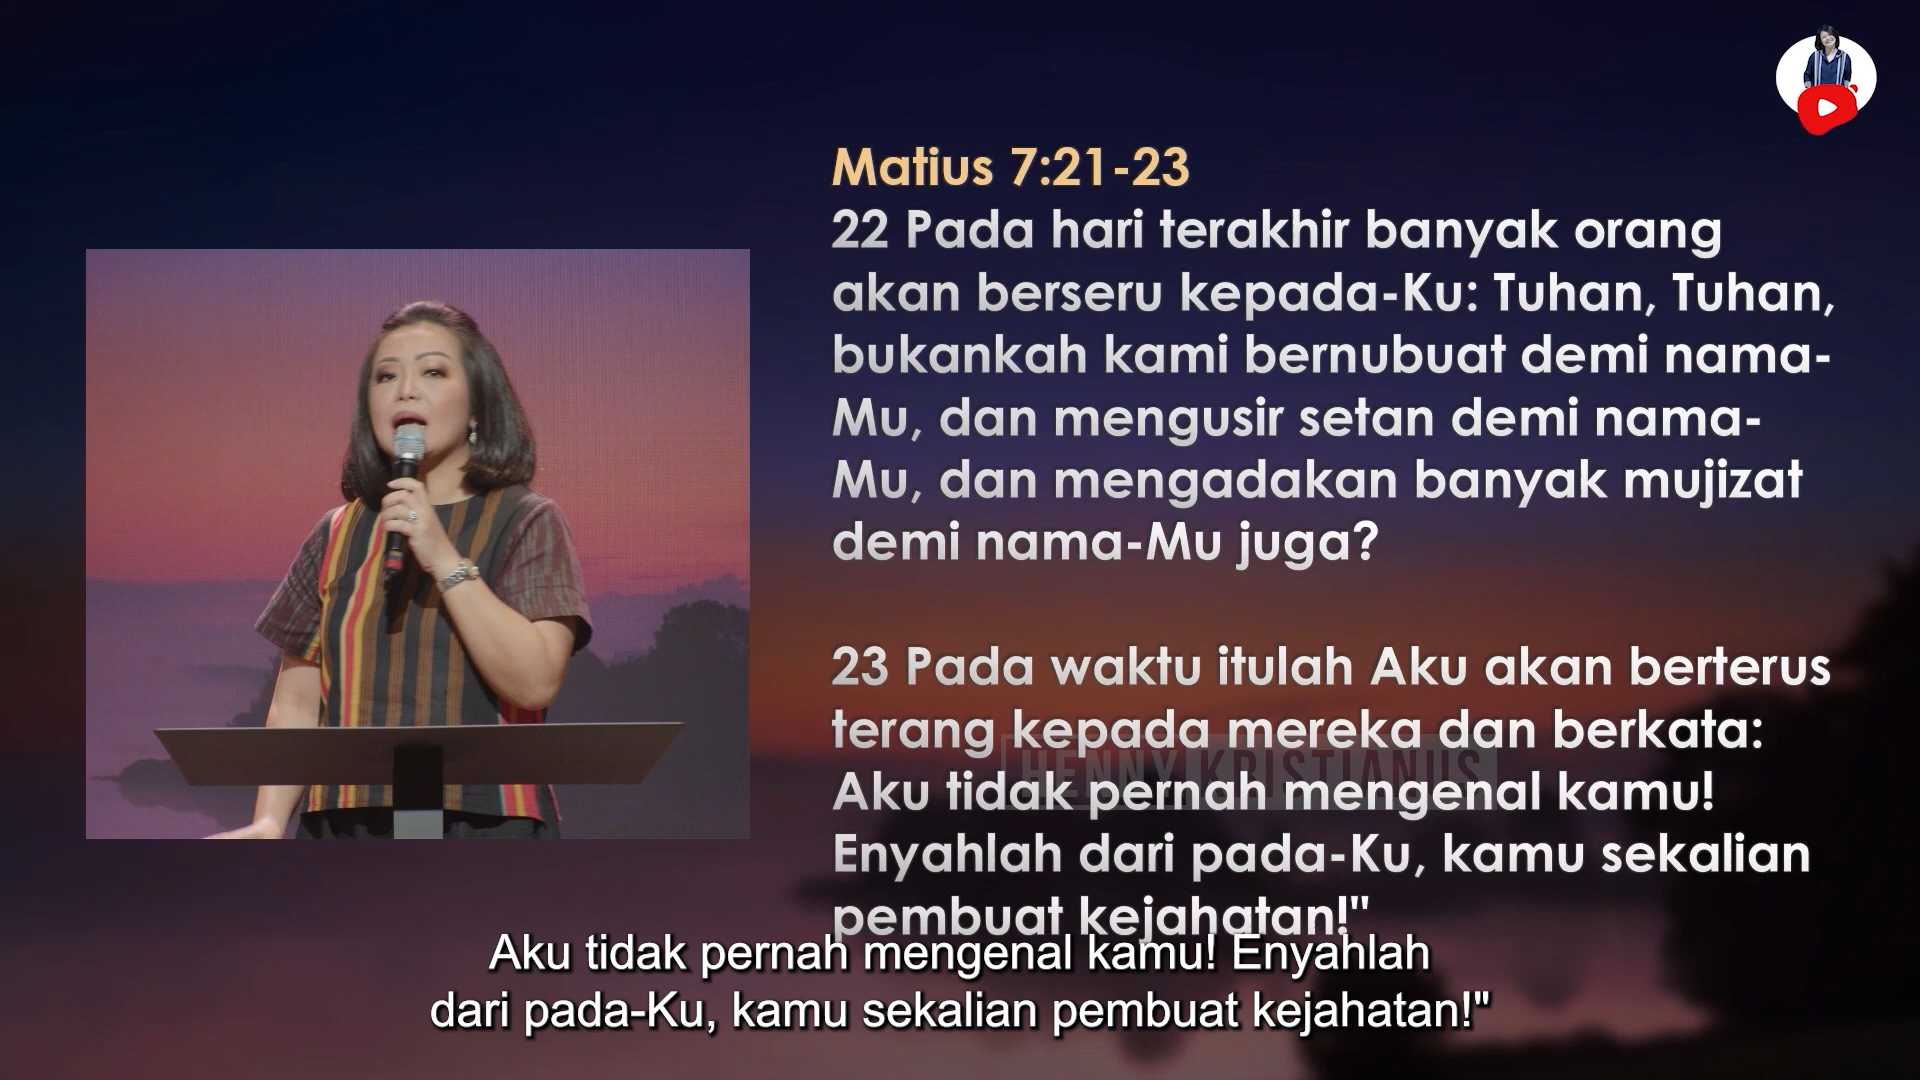 Matius 7:21-23
22 Pada hari terakhir banyak orang
akan berseru kepada-Ku: Tuhan, Tuhan,
bukankah kami bernubuat demi nama-
Mu, dan mengusir setan demi nama-
Mu, dan mengadakan banyak mujizat
demi nama-Mu juga?
23 Pada waktu itulah Aku akan berterus
terang kepada mereka dan berkata:
HENNY KRISTIANUS
Aku tidak pernah mengenal kamu!
Enyahlah dari pada-Ku, kamu sekalian
pembuat kejahatan!"
Aku tidak pernah mengenal kamu! Enyahlah
dari pada-Ku, kamu sekalian pembuat kejahatan!"